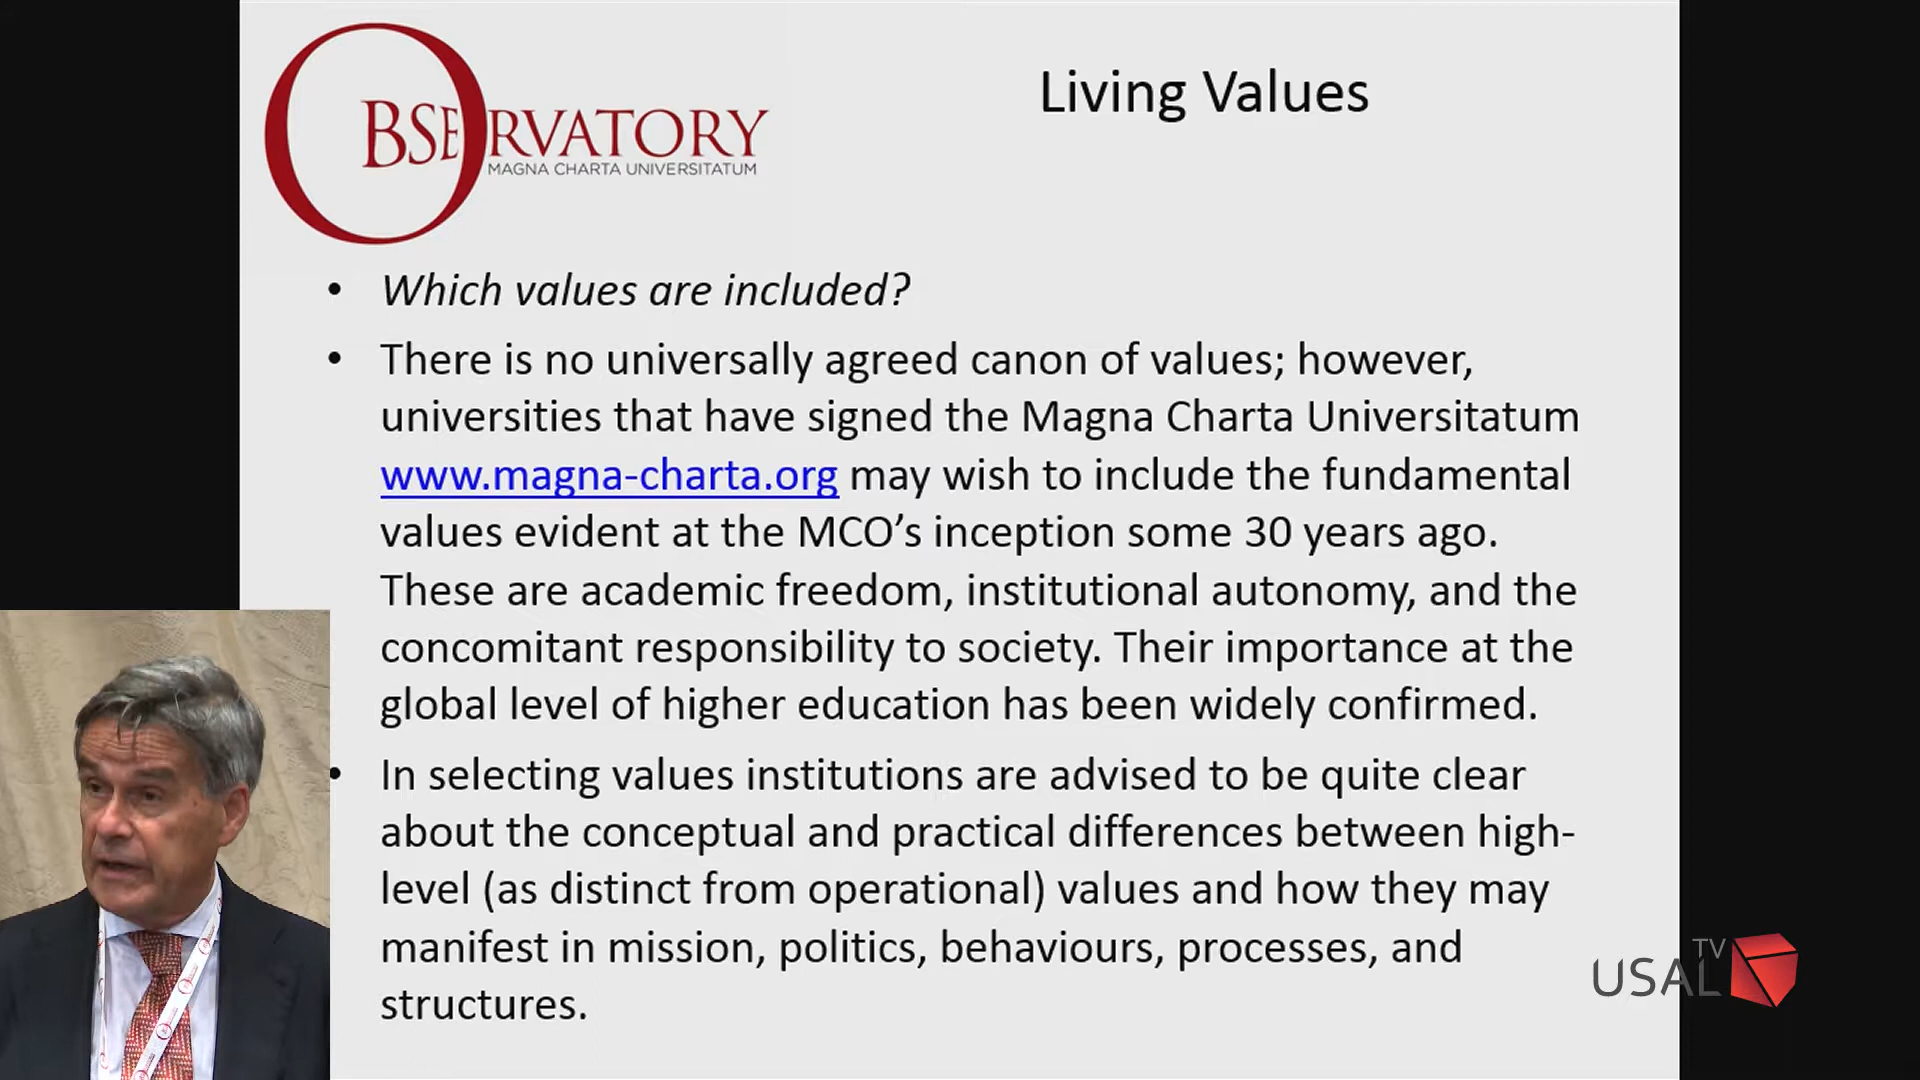 OBSERVATORY
MAGNA CHARTA UNIVERSITATUM
Living Values
• Which values are included?
• There is no universally agreed canon of values; however,
universities that have signed the Magna Charta Universitatum
www.magna-charta.org may wish to include the fundamental
values evident at the MCO’s inception some 30 years ago.
These are academic freedom, institutional autonomy, and the
concomitant responsibility to society. Their importance at the
global level of higher education has been widely confirmed.
• In selecting values institutions are advised to be quite clear
about the conceptual and practical differences between high-
level (as distinct from operational) values and how they may
manifest in mission, politics, behaviours, processes, and
structures.
USAL TV